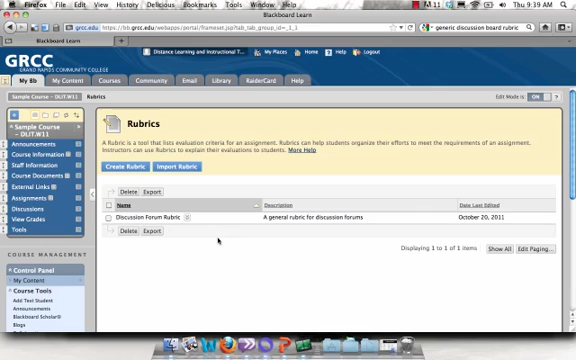 Firefox File Edit View History Delicious Bookmarks Tools Window Help
Thu 9:39 AM
Blackboard Learn
grcc.edu
generic discussion board rubric
Blackboard Learn
Distance Learning and Instructional T...
My Places
Home
Help
Logout
GRCC
GRAND RAPIDS COMMUNITY COLLEGE
My Bb
My Content
Courses
Community
Email
Library
RaiderCard
Help
Sample Course - DLIT.W11
Rubrics
Edit Mode is: ON
Sample Course
- DLIT.W11
Announcements
Course Information
Staff Information
Course Documents
External Links
Assignments
Discussions
View Grades
Tools
COURSE MANAGEMENT
Control Panel
My Content
Course Tools
Add Test Student
Announcements
Blackboard Scholar®
Blogs
Rubrics
A Rubric is a tool that lists evaluation criteria for an assignment. Rubrics can help students organize their efforts to meet the requirements of an assignment.
Instructors can use Rubrics to explain their evaluations to students. More Help
Create Rubric
Import Rubric
Delete Export
Name Description Date Last Edited
Discussion Forum Rubric A general rubric for discussion forums October 20, 2011
Delete Export
Displaying 1 to 1 of 1 items Show All Edit Paging...